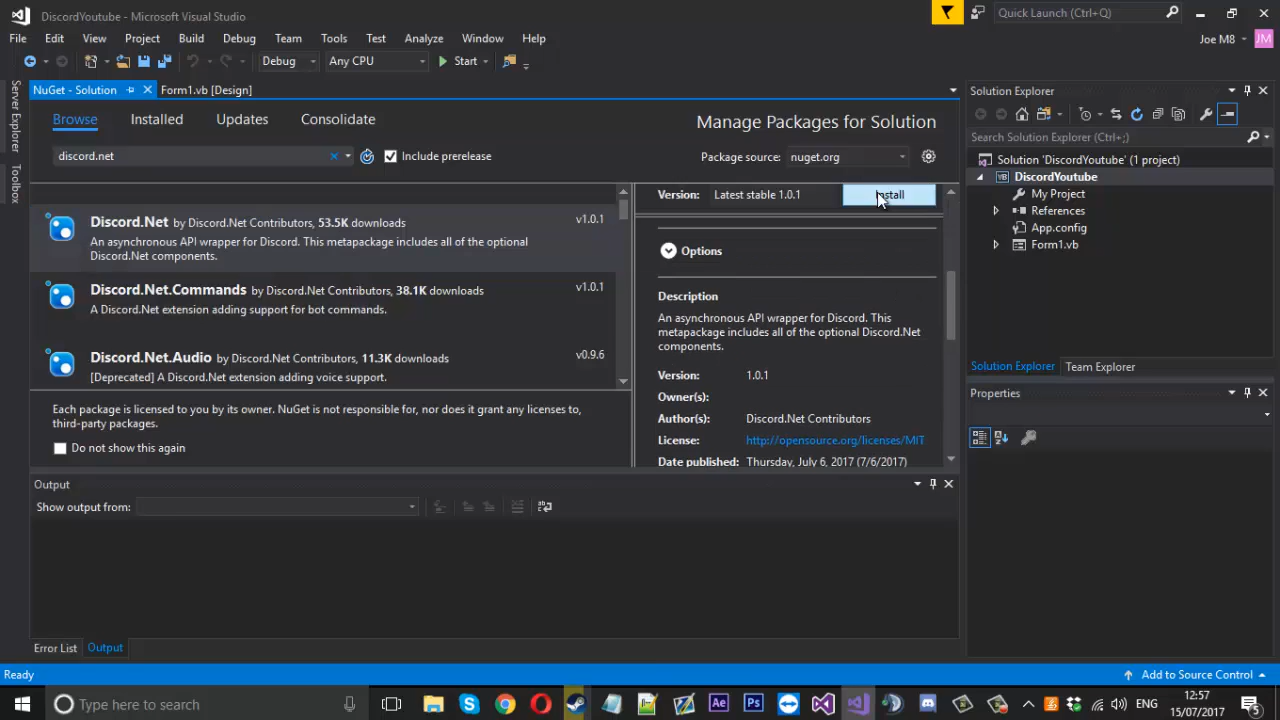 DiscordYoutube - Microsoft Visual Studio
Quick Launch (Ctrl+Q)
File Edit View Project Build Debug Team Tools Test Analyze Window Help
Joe M8 JM
Debug Any CPU Start
Server Explorer
Toolbox
NuGet - Solution
Form1.vb [Design]
Browse Installed Updates Consolidate
Manage Packages for Solution
discord.net
Include prerelease
Package source: nuget.org
Discord.Net by Discord.Net Contributors, 53.5K downloads v1.0.1
An asynchronous API wrapper for Discord. This metapackage includes all of the optional
Discord.Net components.
Discord.Net.Commands by Discord.Net Contributors, 38.1K downloads v1.0.1
A Discord.Net extension adding support for bot commands.
Discord.Net.Audio by Discord.Net Contributors, 11.3K downloads v0.9.6
[Deprecated] A Discord.Net extension adding voice support.
Each package is licensed to you by its owner. NuGet is not responsible for, nor does it grant any licenses to,
third-party packages.
Do not show this again
Version: Latest stable 1.0.1 Install
Options
Description
An asynchronous API wrapper for Discord. This
metapackage includes all of the optional Discord.Net
components.
Version: 1.0.1
Owner(s):
Author(s): Discord.Net Contributors
License: http://opensource.org/licenses/MIT
Date published: Thursday, July 6, 2017 (7/6/2017)
Solution Explorer
Search Solution Explorer (Ctrl+;)
Solution 'DiscordYoutube' (1 project)
VB DiscordYoutube
My Project
References
App.config
Form1.vb
Solution Explorer Team Explorer
Properties
Output
Show output from:
Error List Output
Ready
Add to Source Control
Type here to search
Ae Ps
ENG
12:57
15/07/2017
5